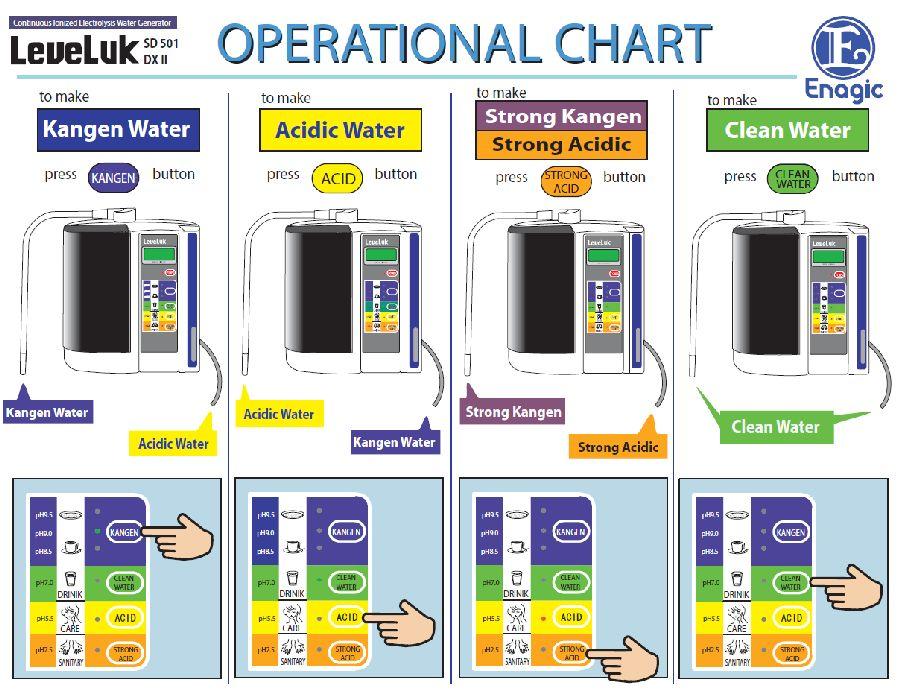 Continuous Ionized Electrolysis Water Generator
LeveLuk SD 501
DX II
OPERATIONAL CHART
E
Enagic
to make
Kangen Water
press KANGEN button
LeveLuk
Kangen Water
Acidic Water
pH9.5
pH9.0
KANGEN
pH8.5
pH7.0
CLEAN
WATER
DRINIK
pH5.5
ACID
CARE
pH2.5
STRONG
ACID
SANITARY
to make
Acidic Water
press ACID button
LeveLuk
Acidic Water
Kangen Water
pH9.5
pH9.0
KANGEN
pH8.5
pH7.0
CLEAN
WATER
DRINIK
pH5.5
ACID
CARE
pH2.5
STRONG
ACID
SANITARY
to make
Strong Kangen
Strong Acidic
press STRONG ACID button
LeveLuk
Strong Kangen
Strong Acidic
pH9.5
pH9.0
KANGEN
pH8.5
pH7.0
CLEAN
WATER
DRINIK
pH5.5
ACID
CARE
pH2.5
STRONG
ACID
SANITARY
to make
Clean Water
press CLEAN WATER button
LeveLuk
Clean Water
pH9.5
pH9.0
KANGEN
pH8.5
pH7.0
CLEAN
WATER
DRINIK
pH5.5
ACID
CARE
pH2.5
STRONG
ACID
SANITARY